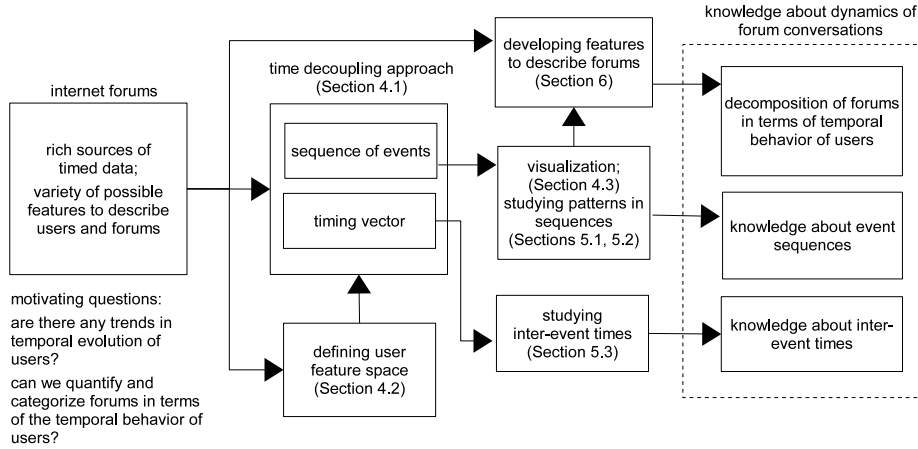 internet forums
rich sources of
timed data;
variety of possible
features to describe
users and forums
motivating questions:
are there any trends in
temporal evolution of
users?
can we quantify and
categorize forums in terms
of the temporal behavior of
users?
time decoupling approach
(Section 4.1)
sequence of events
timing vector
defining user
feature space
(Section 4.2)
developing features
to describe forums
(Section 6)
visualization;
(Section 4.3)
studying patterns in
sequences
(Sections 5.1, 5.2)
studying
inter-event times
(Section 5.3)
knowledge about dynamics of
forum conversations
decomposition of forums
in terms of temporal
behavior of users
knowledge about event
sequences
knowledge about inter-
event times